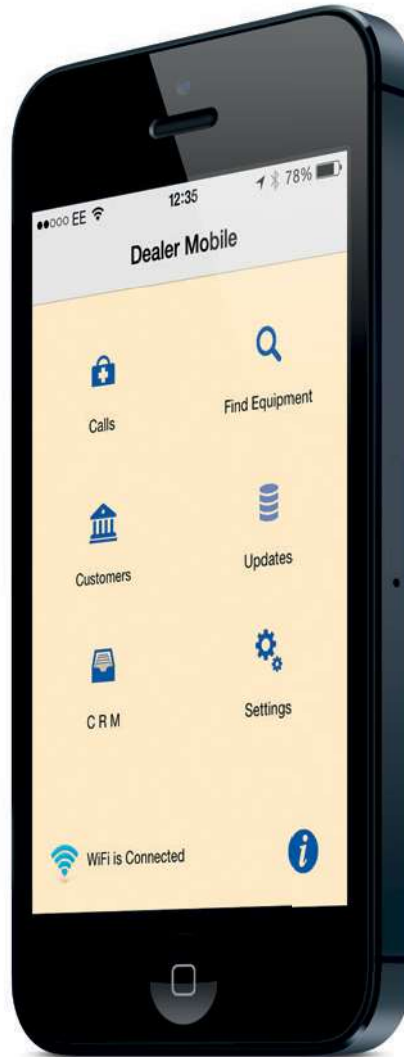 EE 12:35 78%
Dealer Mobile
Calls Find Equipment
Customers Updates
C R M Settings
WiFi is Connected